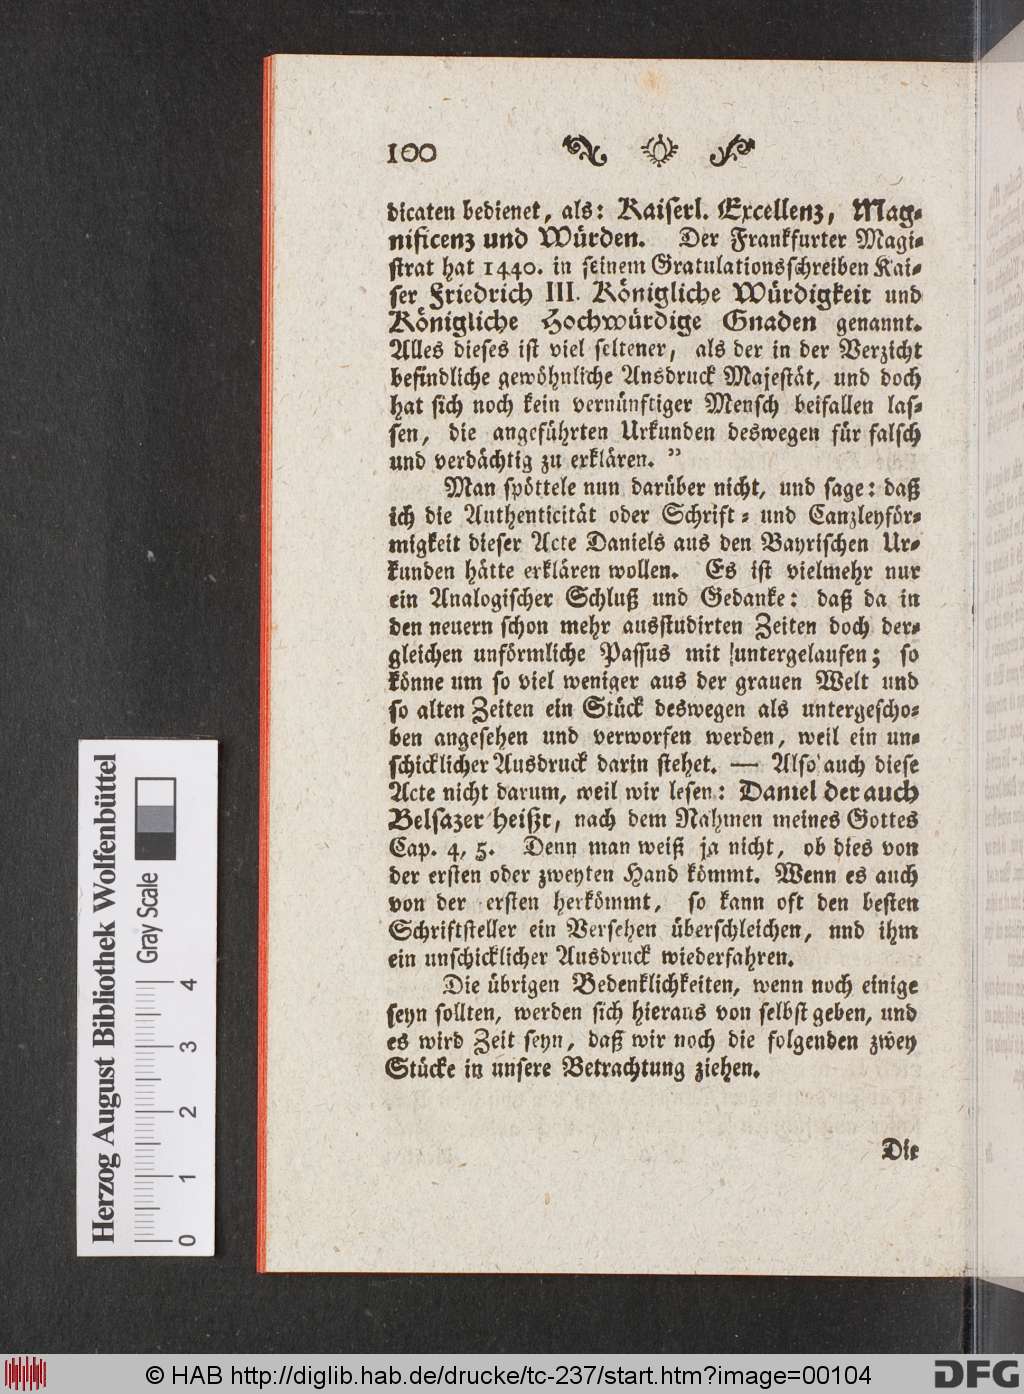 100
dicaten bedienet, als: Kaiserl. Excellenz, Mag-
nificenz und Würden. Der Frankfurter Magi-
strat hat 1440. in seinem Gratulationsschreiben Kai-
ser Friedrich III. Königliche Würdigkeit und
Königliche Hochwürdige Gnaden genannt.
Alles dieses ist viel seltener, als der in der Verzicht
befindliche gewöhnliche Ansdruck Majestät, und doch
hat sich noch kein vernünftiger Mensch beifallen las-
sen, die angeführten Urkunden deswegen für falsch
und verdächtig zu erklären. ”
Man spöttele nun darüber nicht, und sage: daß
ich die Authenticität oder Schrift- und Canzleyför-
migkeit dieser Acte Daniels aus den Bayrischen Ur-
kunden hätte erklären wollen. Es ist vielmehr nur
ein Analogischer Schluß und Gedanke: daß da in
den neuern schon mehr ausstudirten Zeiten doch der-
gleichen unförmliche Passus mit untergelaufen; so
könne um so viel weniger aus der grauen Welt und
so alten Zeiten ein Stück deswegen als untergescho-
ben angesehen und verworfen werden, weil ein un-
schicklicher Ausdruck darin stehet. — Also auch diese
Acte nicht darum, weil wir lesen: Daniel der auch
Belsazer heißt, nach dem Nahmen meines Gottes
Cap. 4, 5. Denn man weiß ja nicht, ob dies von
der ersten oder zweyten Hand kömmt. Wenn es auch
von der ersten herkömmt, so kann oft den besten
Schriftsteller ein Versehen überschleichen, nnd ihm
ein unschicklicher Ausdruck wiederfahren.
Die übrigen Bedenklichkeiten, wenn noch einige
seyn sollten, werden sich hieraus von selbst geben, und
es wird Zeit seyn, daß wir noch die folgenden zwey
Stücke in unsere Betrachtung ziehen.
Die
Herzog August Bibliothek Wolfenbüttel
Gray Scale
0 1 2 3 4
© HAB http://diglib.hab.de/drucke/tc-237/start.htm?image=00104
DFG